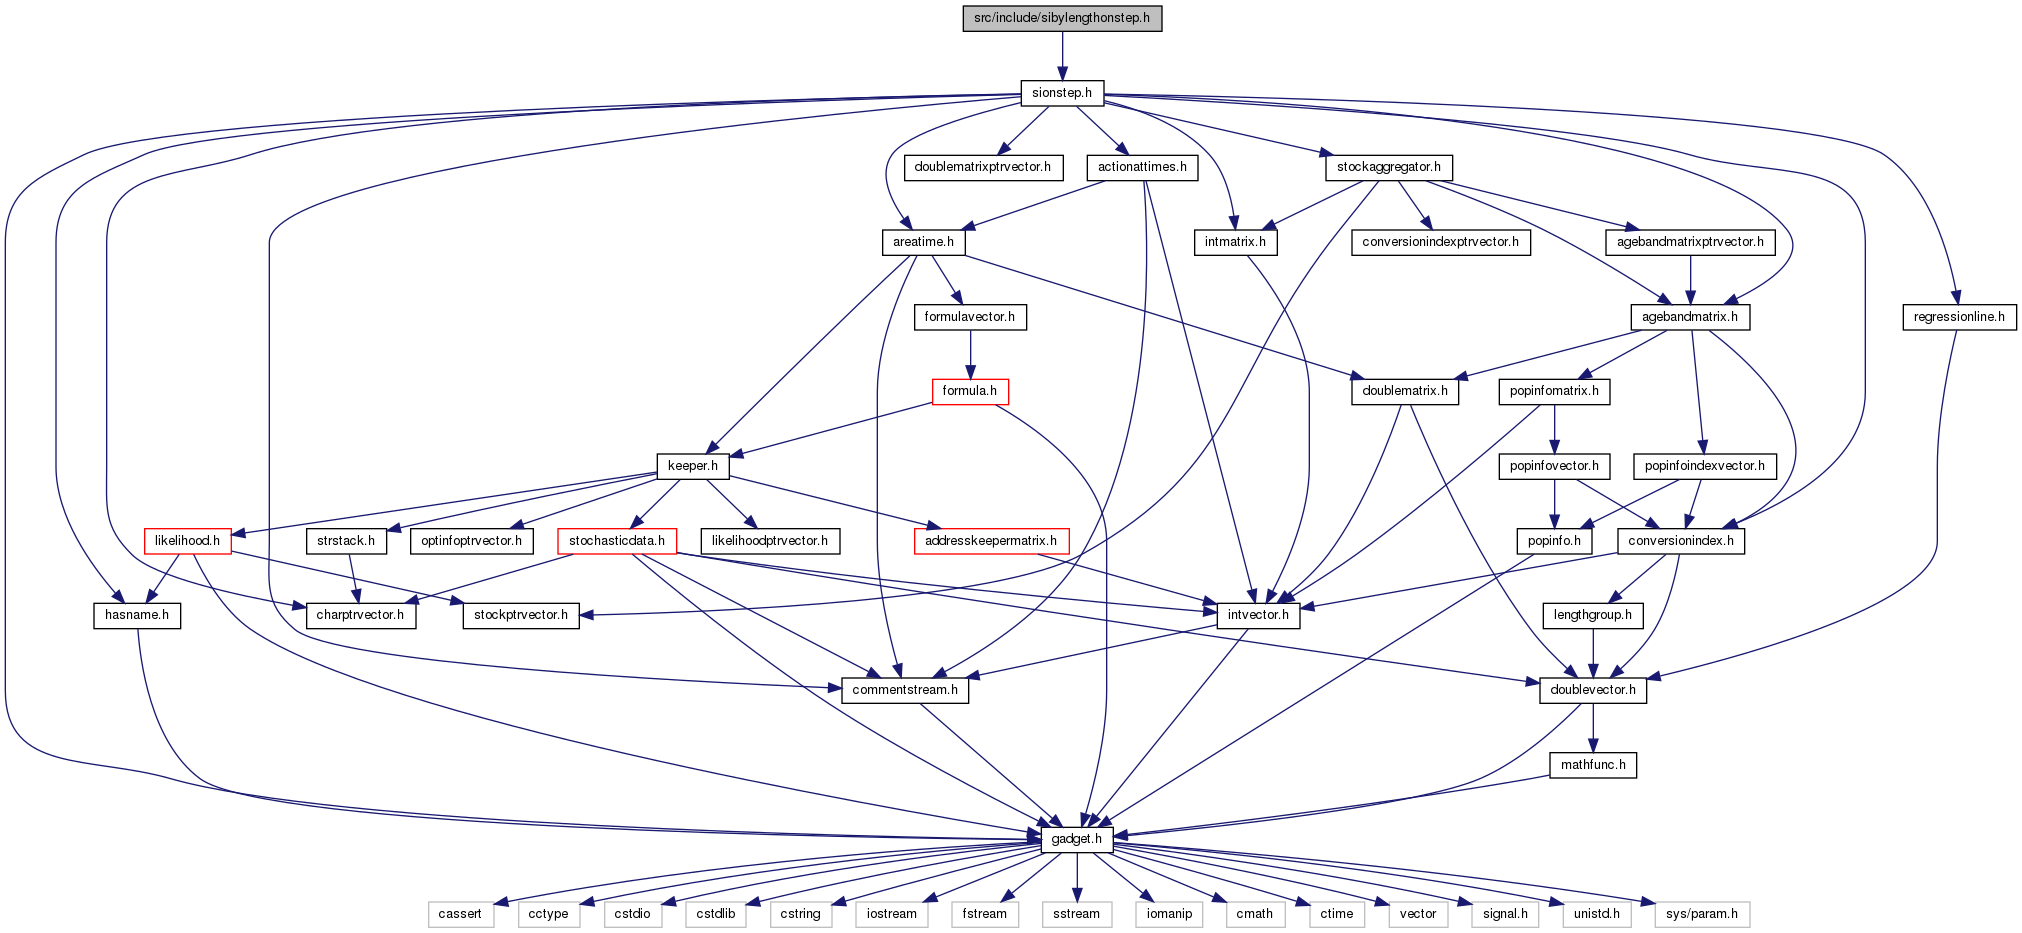 src/include/sibylengthonstep.h
sionstep.h
doublematrixptrvector.h
actionattimes.h
stockaggregator.h
areatime.h
intmatrix.h
conversionindexptrvector.h
agebandmatrixptrvector.h
formulavector.h
agebandmatrix.h
regressionline.h
formula.h
doublematrix.h
popinfomatrix.h
keeper.h
popinfovector.h
popinfoindexvector.h
likelihood.h
strstack.h
optinfoptrvector.h
stochasticdata.h
likelihoodptrvector.h
addresskeepermatrix.h
popinfo.h
conversionindex.h
hasname.h
charptrvector.h
stockptrvector.h
intvector.h
lengthgroup.h
commentstream.h
doublevector.h
mathfunc.h
gadget.h
cassert
cctype
cstdio
cstdlib
cstring
iostream
fstream
sstream
iomanip
cmath
ctime
vector
signal.h
unistd.h
sys/param.h